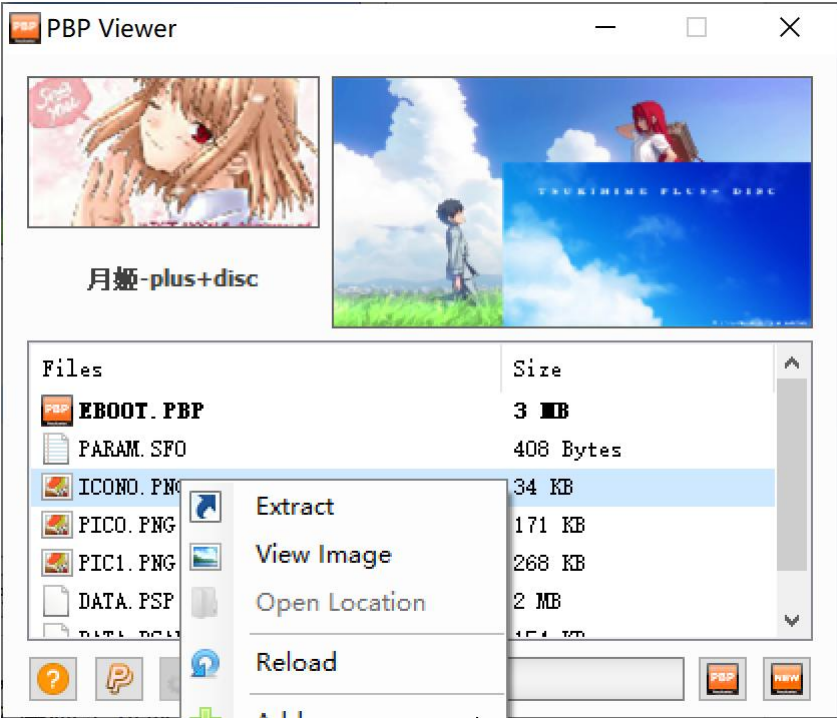 PBP Viewer
TSUKIHIME PLUS+ DISC
月姫-plus+disc
Files Size
EBOOT.PBP 3 MB
PARAM.SFO 408 Bytes
ICON0.PNG 34 KB
PIC0.PNG 171 KB
PIC1.PNG 268 KB
DATA.PSP 2 MB
Extract
View Image
Open Location
Reload
PBP
NEW